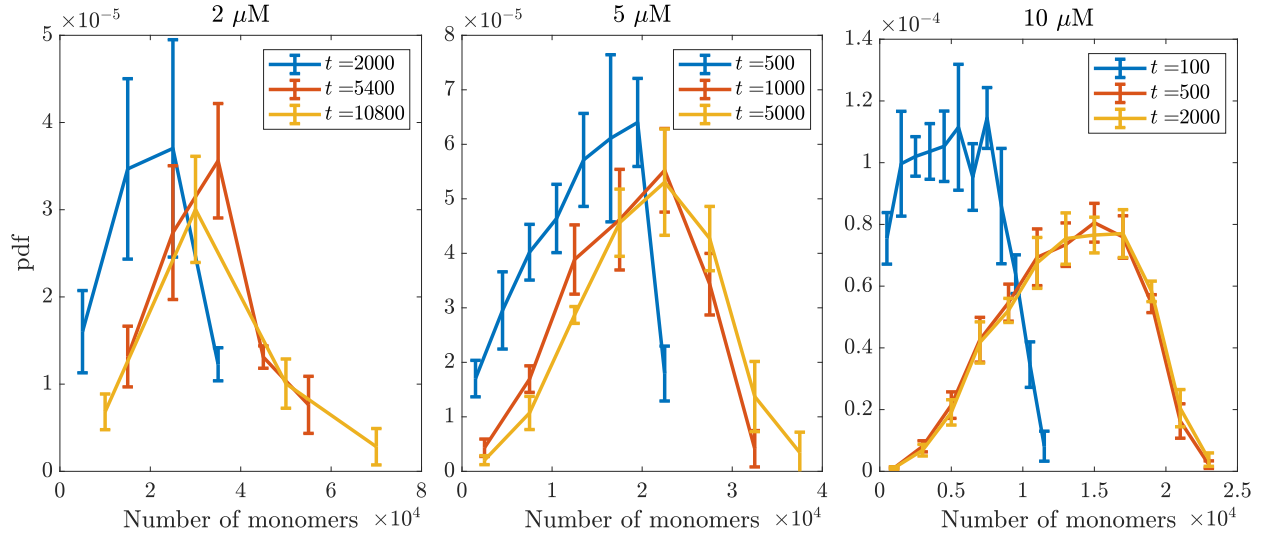 2 μM
×10⁻⁵
t =2000
t =5400
t =10800
5
4
3
2
1
0
pdf
0 2 4 6 8
Number of monomers ×10⁴
5 μM
×10⁻⁵
t =500
t =1000
t =5000
8
7
6
5
4
3
2
1
0
0 1 2 3 4
Number of monomers ×10⁴
10 μM
×10⁻⁴
t =100
t =500
t =2000
1.4
1.2
1
0.8
0.6
0.4
0.2
0
0 0.5 1 1.5 2 2.5
Number of monomers ×10⁴